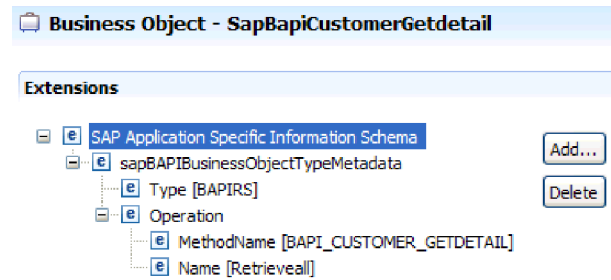 Business Object - SapBapiCustomerGetdetail
Extensions
SAP Application Specific Information Schema
Add...
sapBAPIBusinessObjectTypeMetadata
Type [BAPIRS]
Delete
Operation
MethodName [BAPI_CUSTOMER_GETDETAIL]
Name [Retrieveall]